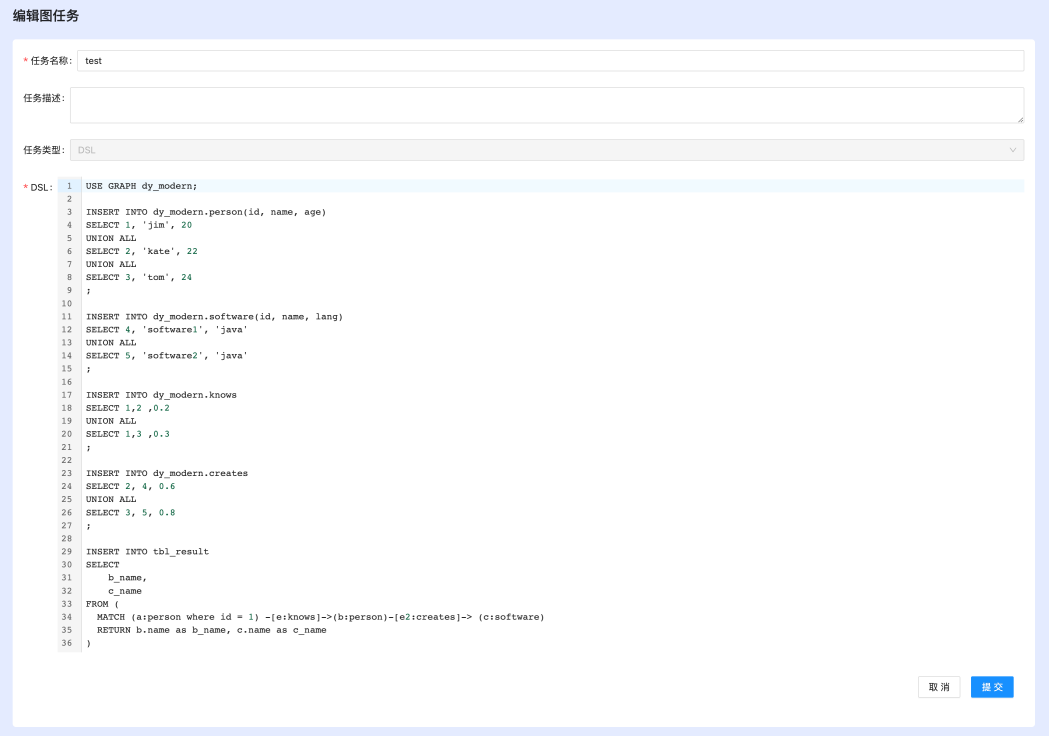 编辑图任务
* 任务名称: test
任务描述:
任务类型: DSL
* DSL:
1 USE GRAPH dy_modern;
2
3 INSERT INTO dy_modern.person(id, name, age)
4 SELECT 1, 'jim', 20
5 UNION ALL
6 SELECT 2, 'kate', 22
7 UNION ALL
8 SELECT 3, 'tom', 24
9 ;
10
11 INSERT INTO dy_modern.software(id, name, lang)
12 SELECT 4, 'software1', 'java'
13 UNION ALL
14 SELECT 5, 'software2', 'java'
15 ;
16
17 INSERT INTO dy_modern.knows
18 SELECT 1,2 ,0.2
19 UNION ALL
20 SELECT 1,3 ,0.3
21 ;
22
23 INSERT INTO dy_modern.creates
24 SELECT 2, 4, 0.6
25 UNION ALL
26 SELECT 3, 5, 0.8
27 ;
28
29 INSERT INTO tbl_result
30 SELECT
31     b_name,
32     c_name
33 FROM (
34   MATCH (a:person where id = 1) -[e:knows]->(b:person)-[e2:creates]-> (c:software)
35   RETURN b.name as b_name, c.name as c_name
36 )
取 消 提 交